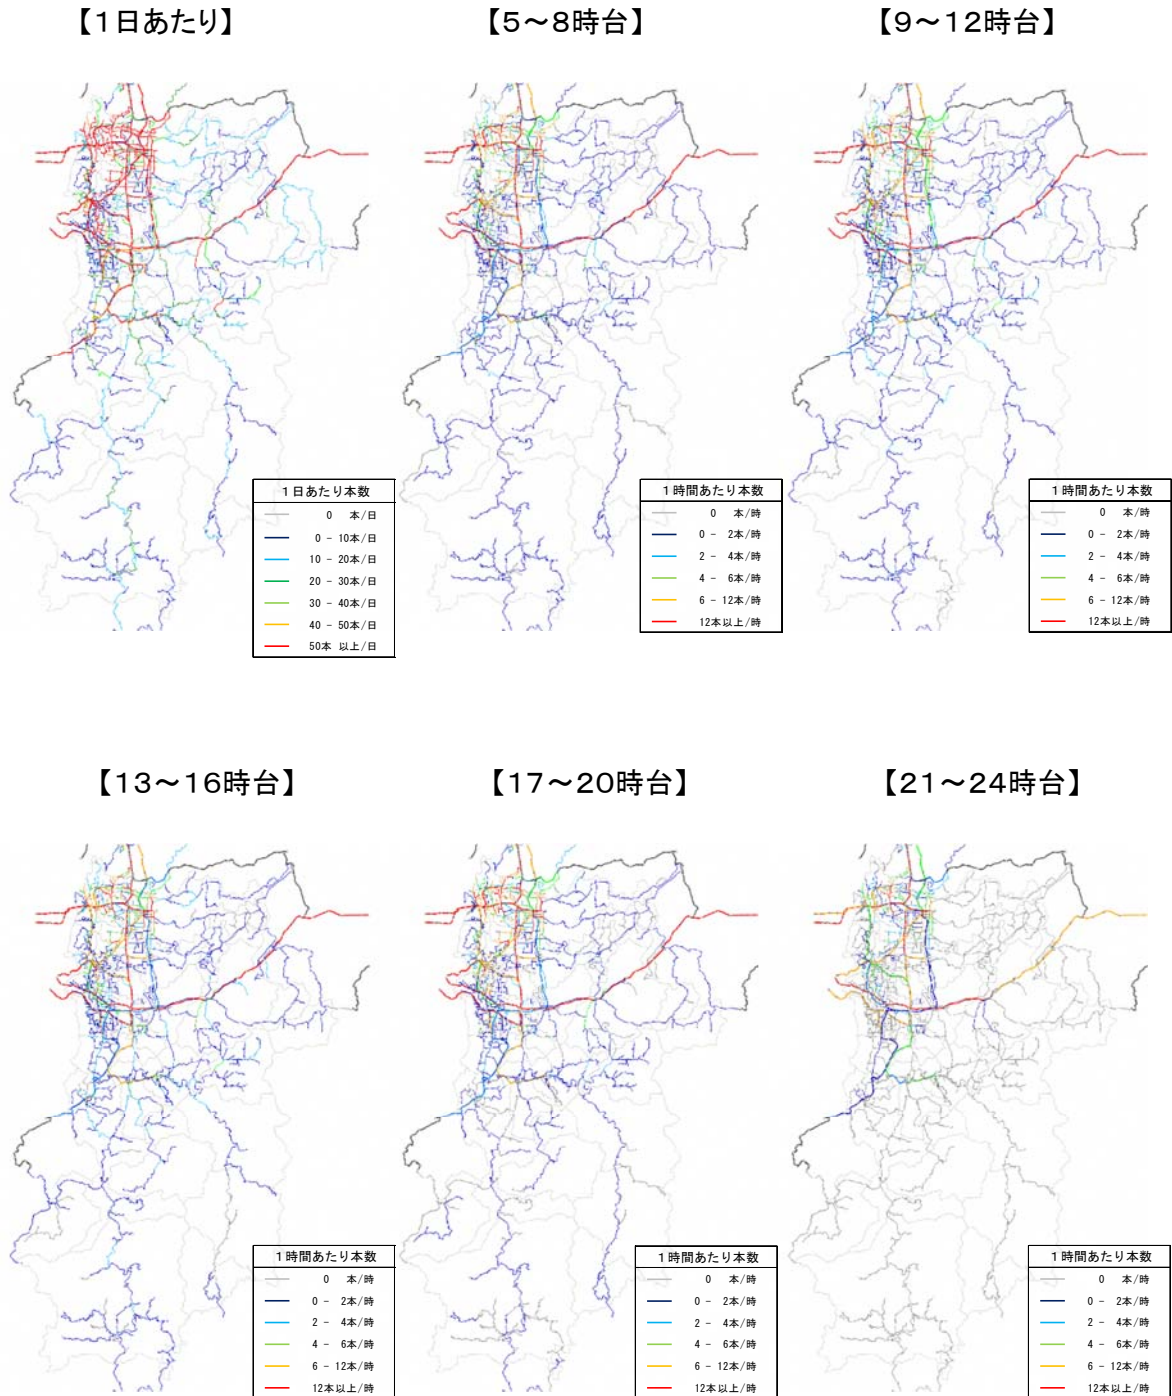 【1日あたり】
【5～8時台】
【9～12時台】
1日あたり本数
0 本/日
0 － 10本/日
10 － 20本/日
20 － 30本/日
30 － 40本/日
40 － 50本/日
50本 以上/日
1時間あたり本数
0 本/時
0 － 2本/時
2 － 4本/時
4 － 6本/時
6 － 12本/時
12本以上/時
1時間あたり本数
0 本/時
0 － 2本/時
2 － 4本/時
4 － 6本/時
6 － 12本/時
12本以上/時
【13～16時台】
【17～20時台】
【21～24時台】
1時間あたり本数
0 本/時
0 － 2本/時
2 － 4本/時
4 － 6本/時
6 － 12本/時
12本以上/時
1時間あたり本数
0 本/時
0 － 2本/時
2 － 4本/時
4 － 6本/時
6 － 12本/時
12本以上/時
1時間あたり本数
0 本/時
0 － 2本/時
2 － 4本/時
4 － 6本/時
6 － 12本/時
12本以上/時